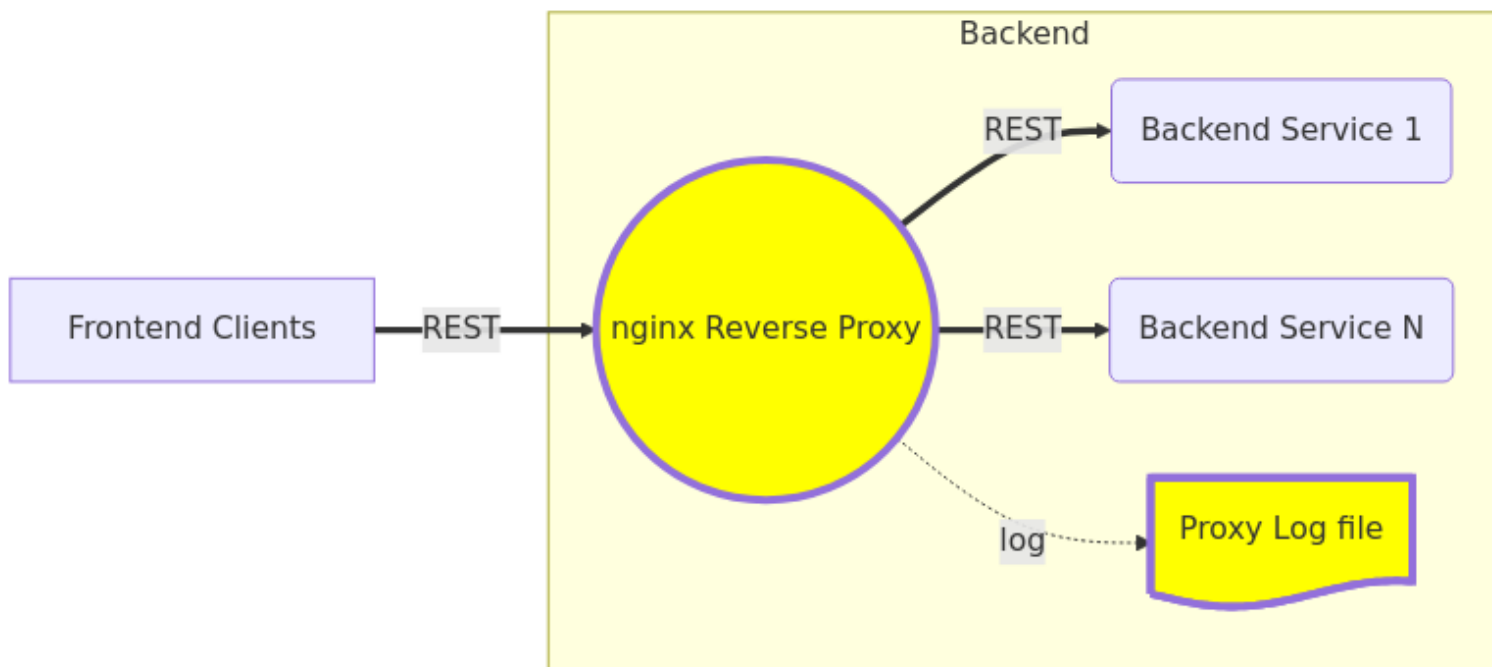 Backend
REST
Backend Service 1
Frontend Clients
REST
nginx Reverse Proxy
REST
Backend Service N
log
Proxy Log file